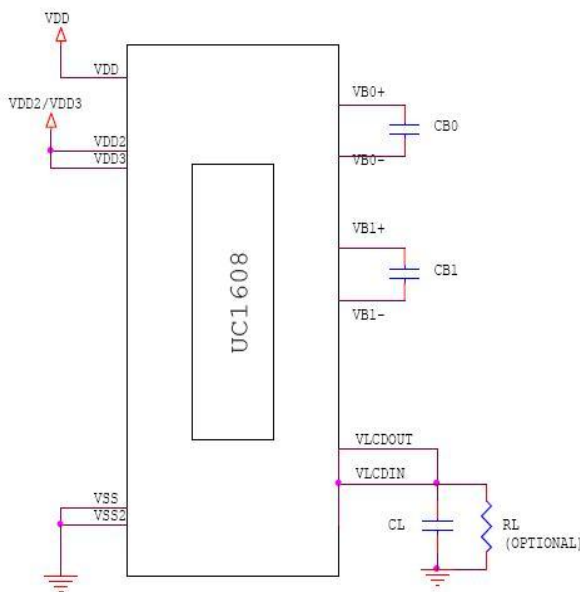 VDD
VDD
VDD2/VDD3
VDD2
VDD3
VB0+
CB0
VB0-
VB1+
CB1
VB1-
UC1608
VLCDOUT
VLCDIN
VSS
VSS2
CL
RL
(OPTIONAL)